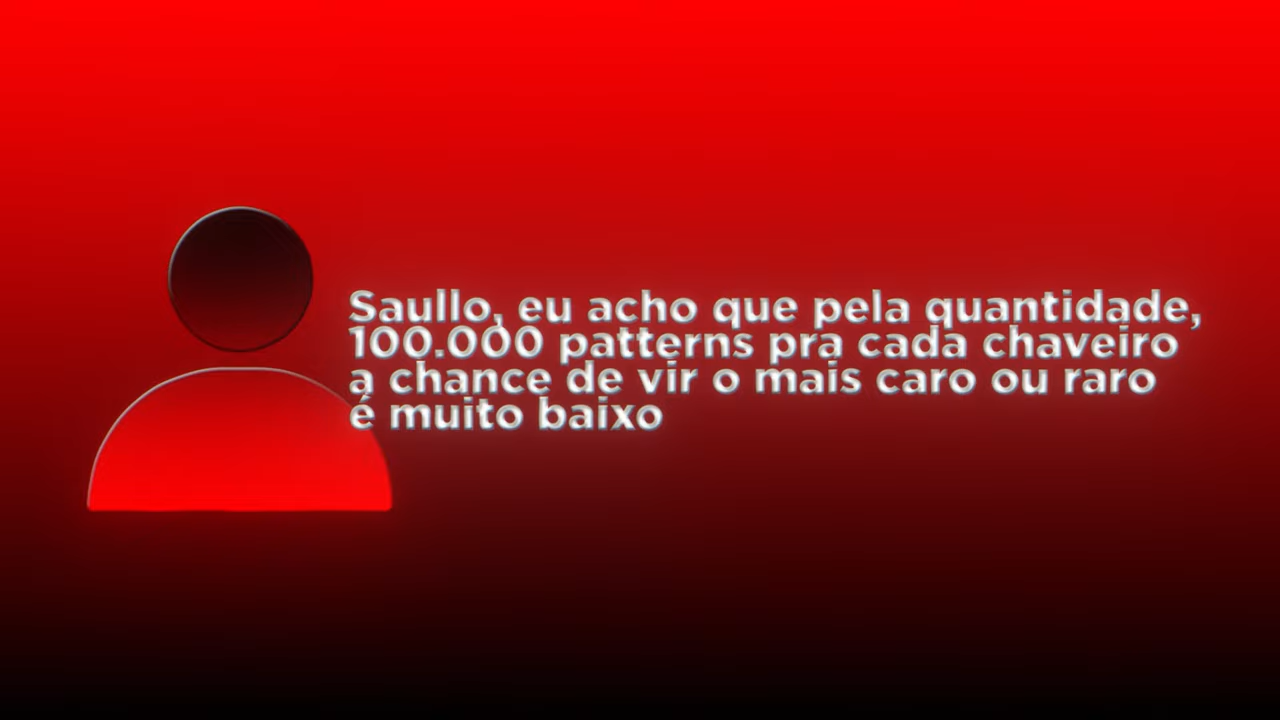 Saullo, eu acho que pela quantidade,
100.000 patterns pra cada chaveiro
a chance de vir o mais caro ou raro
é muito baixo